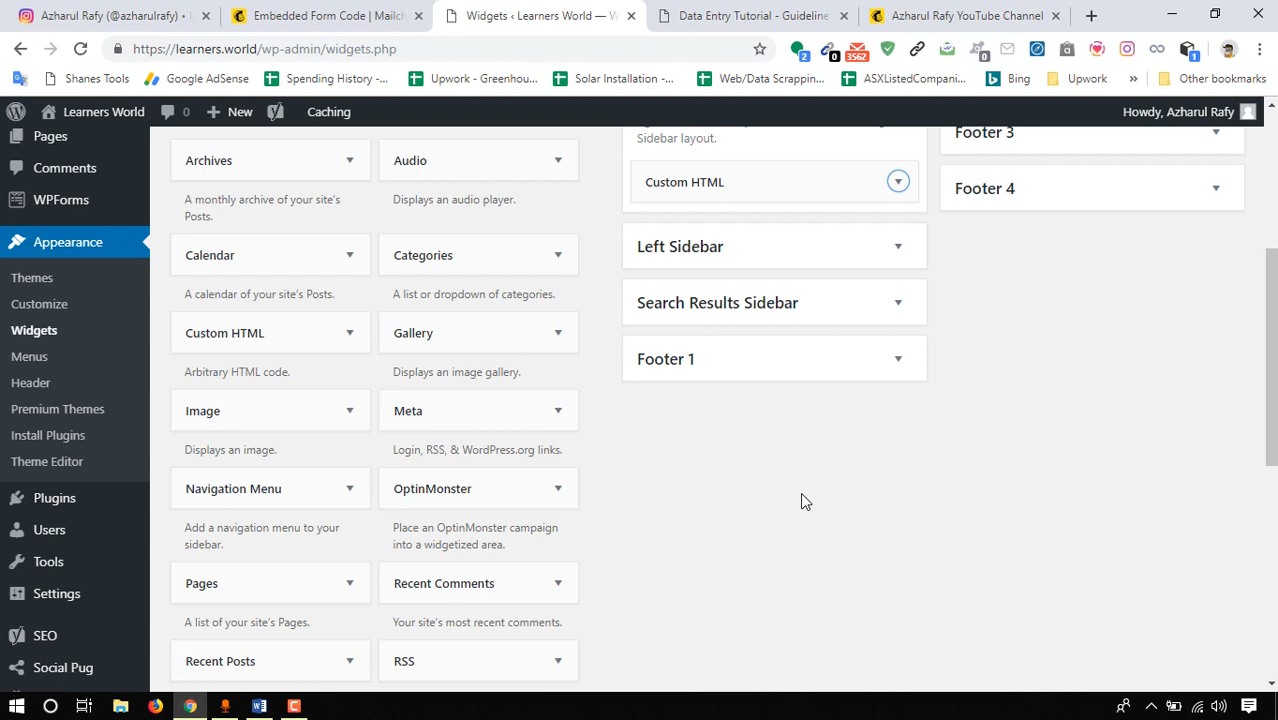 Azharul Rafy (@azharulrafy) •
Embedded Form Code | Mailch
Widgets ‹ Learners World — W
Data Entry Tutorial - Guideline
Azharul Rafy YouTube Channel
https://learners.world/wp-admin/widgets.php
2
0
3562
0
1
Shanes Tools
Google AdSense
Spending History -...
Upwork - Greenhou...
Solar Installation -...
Web/Data Scrappin...
ASXListedCompani...
Bing
Upwork
»
Other bookmarks
Learners World
0
New
Caching
Howdy, Azharul Rafy
Pages
Comments
WPForms
Appearance
Themes
Customize
Widgets
Menus
Header
Premium Themes
Install Plugins
Theme Editor
Plugins
Users
Tools
Settings
SEO
Social Pug
Archives
A monthly archive of your site's
Posts.
Audio
Displays an audio player.
Calendar
A calendar of your site's Posts.
Categories
A list or dropdown of categories.
Custom HTML
Arbitrary HTML code.
Gallery
Displays an image gallery.
Image
Displays an image.
Meta
Login, RSS, & WordPress.org links.
Navigation Menu
Add a navigation menu to your
sidebar.
OptinMonster
Place an OptinMonster campaign
into a widgetized area.
Pages
A list of your site's Pages.
Recent Comments
Your site's most recent comments.
Recent Posts
RSS
Sidebar layout.
Custom HTML
Left Sidebar
Search Results Sidebar
Footer 1
Footer 3
Footer 4